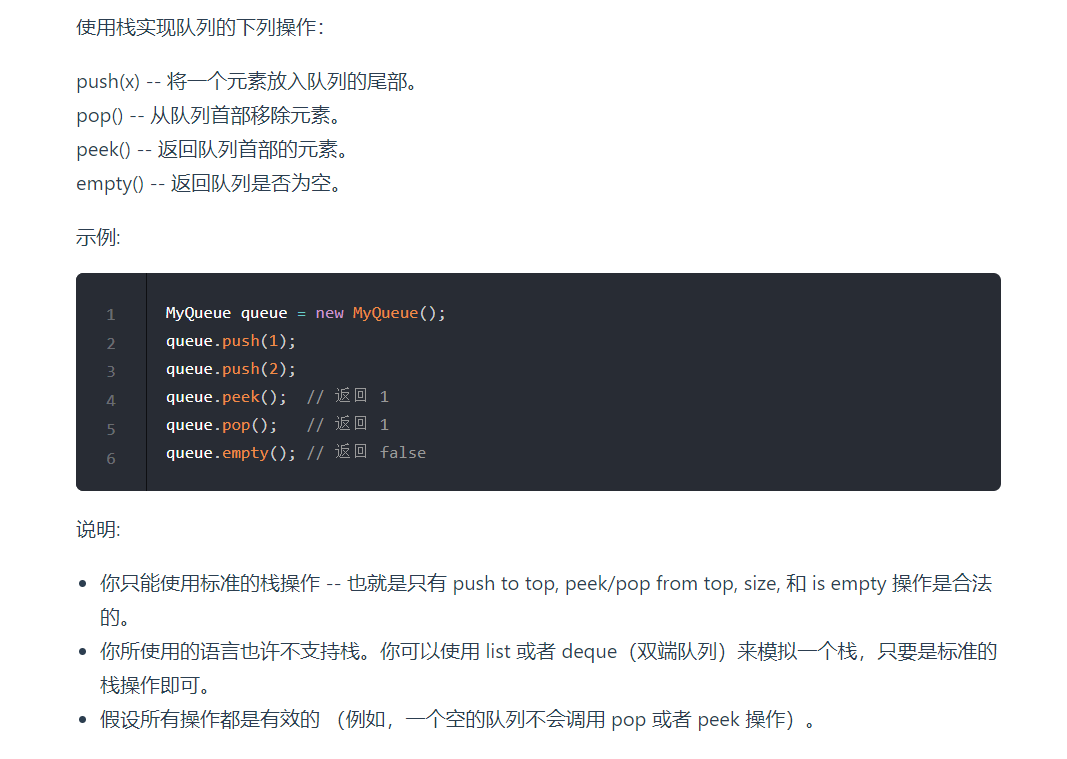 使用栈实现队列的下列操作：
push(x) -- 将一个元素放入队列的尾部。
pop() -- 从队列首部移除元素。
peek() -- 返回队列首部的元素。
empty() -- 返回队列是否为空。
示例:
1 MyQueue queue = new MyQueue();
2 queue.push(1);
3 queue.push(2);
4 queue.peek();  // 返回 1
5 queue.pop();   // 返回 1
6 queue.empty(); // 返回 false
说明:
• 你只能使用标准的栈操作 -- 也就是只有 push to top, peek/pop from top, size, 和 is empty 操作是合法
的。
• 你所使用的语言也许不支持栈。你可以使用 list 或者 deque（双端队列）来模拟一个栈，只要是标准的
栈操作即可。
• 假设所有操作都是有效的 （例如，一个空的队列不会调用 pop 或者 peek 操作）。